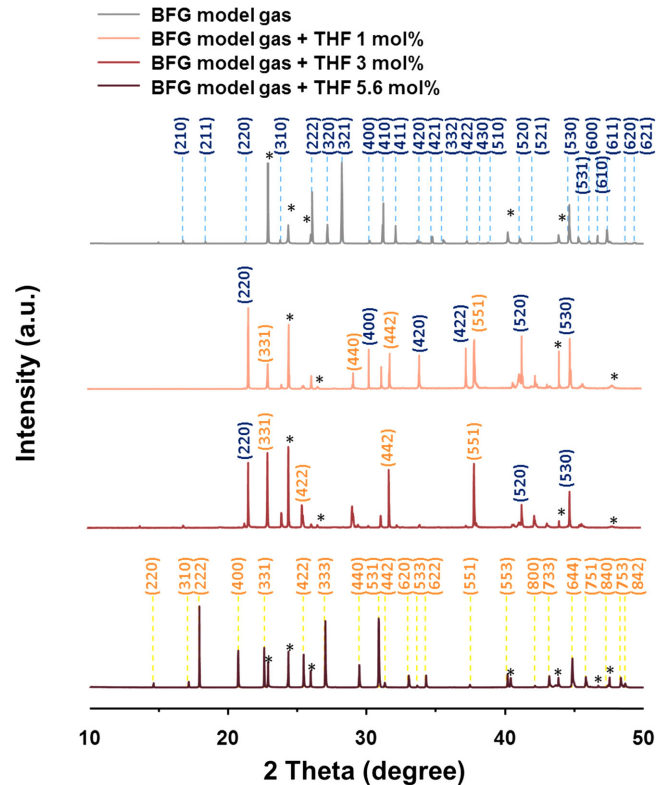 BFG model gas
BFG model gas + THF 1 mol%
BFG model gas + THF 3 mol%
BFG model gas + THF 5.6 mol%
(210) (211) (220) * (310) * * (222) (320) (321) (400) (410) (411) (420) (421) (332) (422) (430) (510) * (520) (521) * (530) (531) (600) (610) (611) (620) (621)
(220) (331) * * (440) (400) (442) (420) (422) (551) (520) * (530) *
(220) (331) * (422) * (442) (551) (520) * (530) *
(220) (310) (222) (400) (331) * * (422) * (333) (440) (531) (442) (620) (533) (622) (551) (553) * (800) (733) * (644) (751) * (840) * (753) (842)
Intensity (a.u.)
10 20 30 40 50
2 Theta (degree)